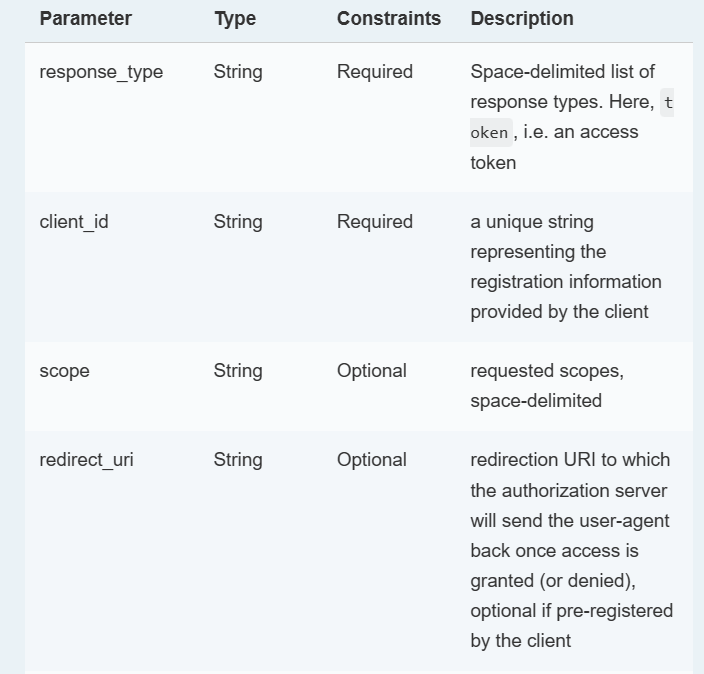 Parameter Type Constraints Description
response_type String Required Space-delimited list of
response types. Here, t
oken, i.e. an access
token
client_id String Required a unique string
representing the
registration information
provided by the client
scope String Optional requested scopes,
space-delimited
redirect_uri String Optional redirection URI to which
the authorization server
will send the user-agent
back once access is
granted (or denied),
optional if pre-registered
by the client